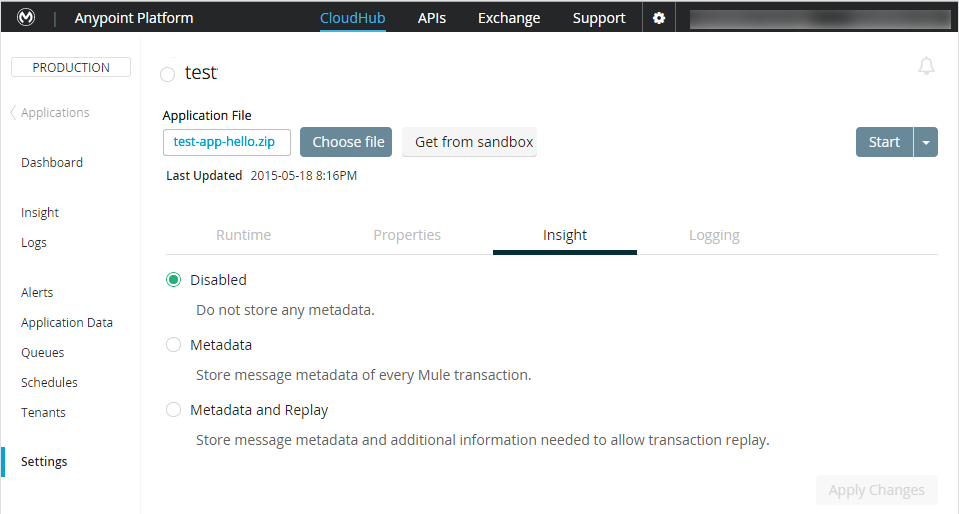 Anypoint Platform CloudHub APIs Exchange Support
PRODUCTION
Applications
Dashboard
Insight
Logs
Alerts
Application Data
Queues
Schedules
Tenants
Settings
test
Application File
test-app-hello.zip Choose file Get from sandbox Start
Last Updated 2015-05-18 8:16PM
Runtime Properties Insight Logging
Disabled
Do not store any metadata.
Metadata
Store message metadata of every Mule transaction.
Metadata and Replay
Store message metadata and additional information needed to allow transaction replay.
Apply Changes